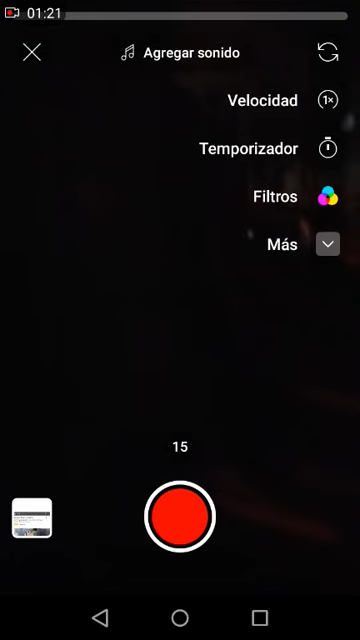 01:21
Agregar sonido
Velocidad 1×
Temporizador
Filtros
Más
15